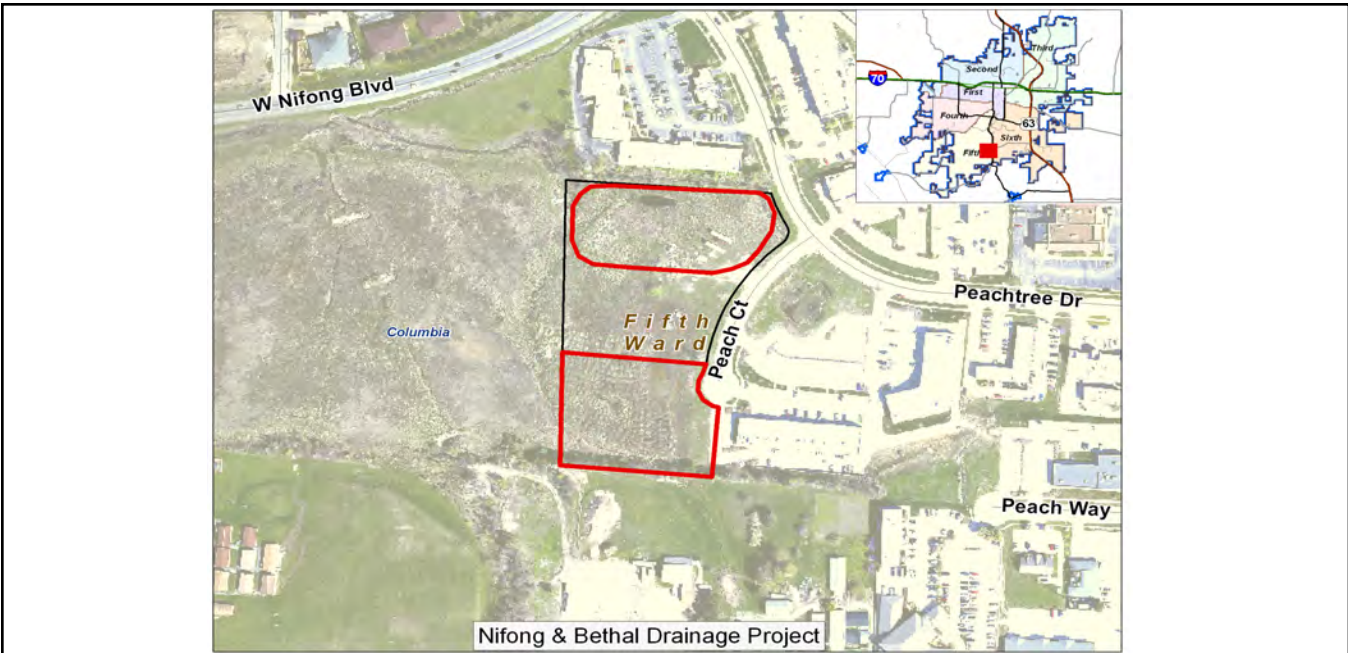 W Nifong Blvd
Third
Second
70
First
Fourth
63
Sixth
Fifth
Columbia
Fifth
Ward
Peach Ct
Peachtree Dr
Peach Way
Nifong & Bethal Drainage Project